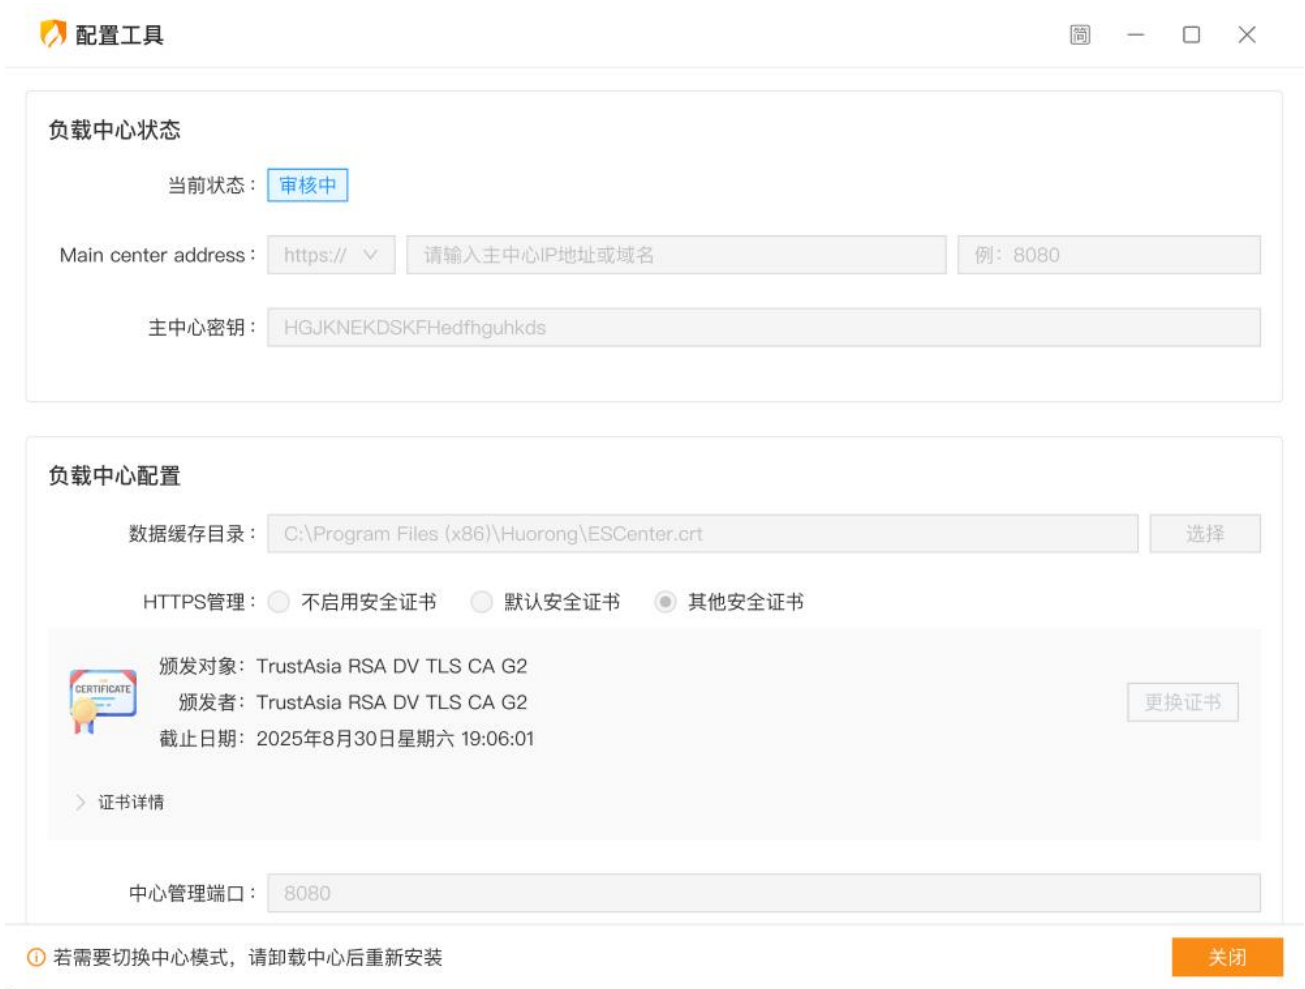 配置工具
简
负载中心状态
当前状态： 审核中
Main center address： https:// 请输入主中心IP地址或域名 例：8080
主中心密钥： HGJKNEKDSKFHedfhguhkds
负载中心配置
数据缓存目录： C:\Program Files (x86)\Huorong\ESCenter.crt 选择
HTTPS管理： 不启用安全证书 默认安全证书 其他安全证书
CERTIFICATE
颁发对象：TrustAsia RSA DV TLS CA G2
颁发者：TrustAsia RSA DV TLS CA G2
更换证书
截止日期：2025年8月30日星期六 19:06:01
证书详情
中心管理端口： 8080
若需要切换中心模式，请卸载中心后重新安装
关闭